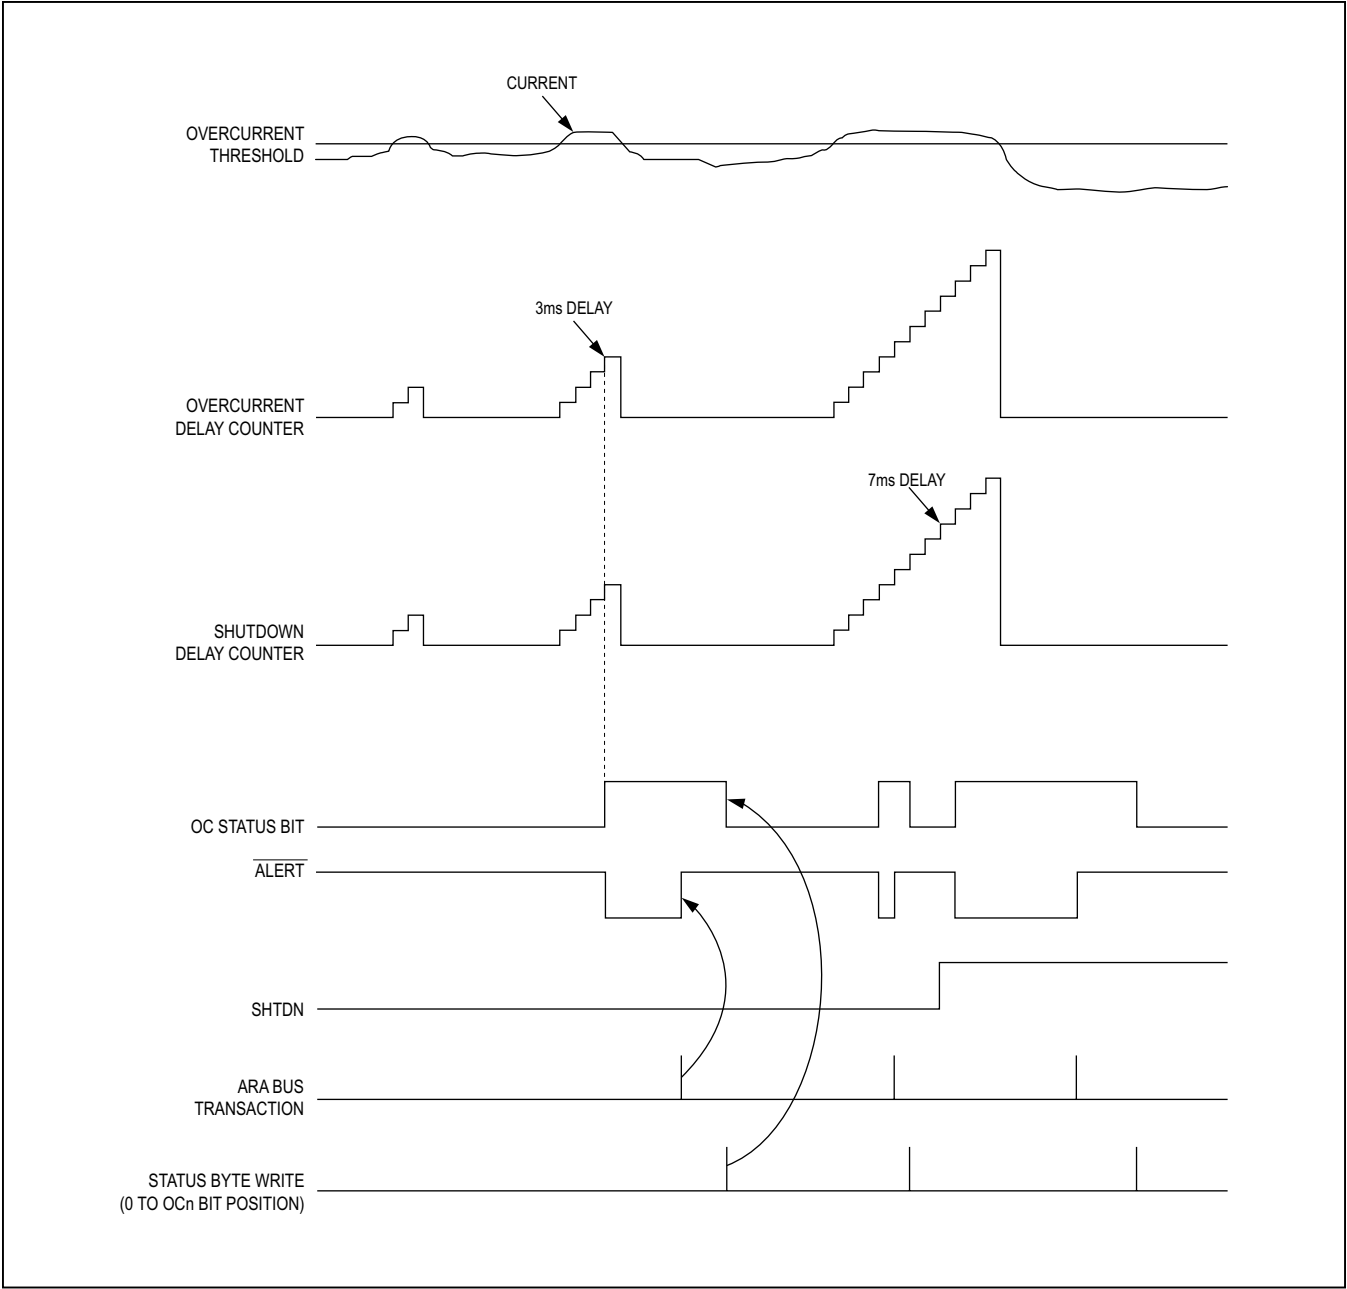 CURRENT
OVERCURRENT
THRESHOLD
3ms DELAY
OVERCURRENT
DELAY COUNTER
7ms DELAY
SHUTDOWN
DELAY COUNTER
OC STATUS BIT
ALERT
SHTDN
ARA BUS
TRANSACTION
STATUS BYTE WRITE
(0 TO OCn BIT POSITION)